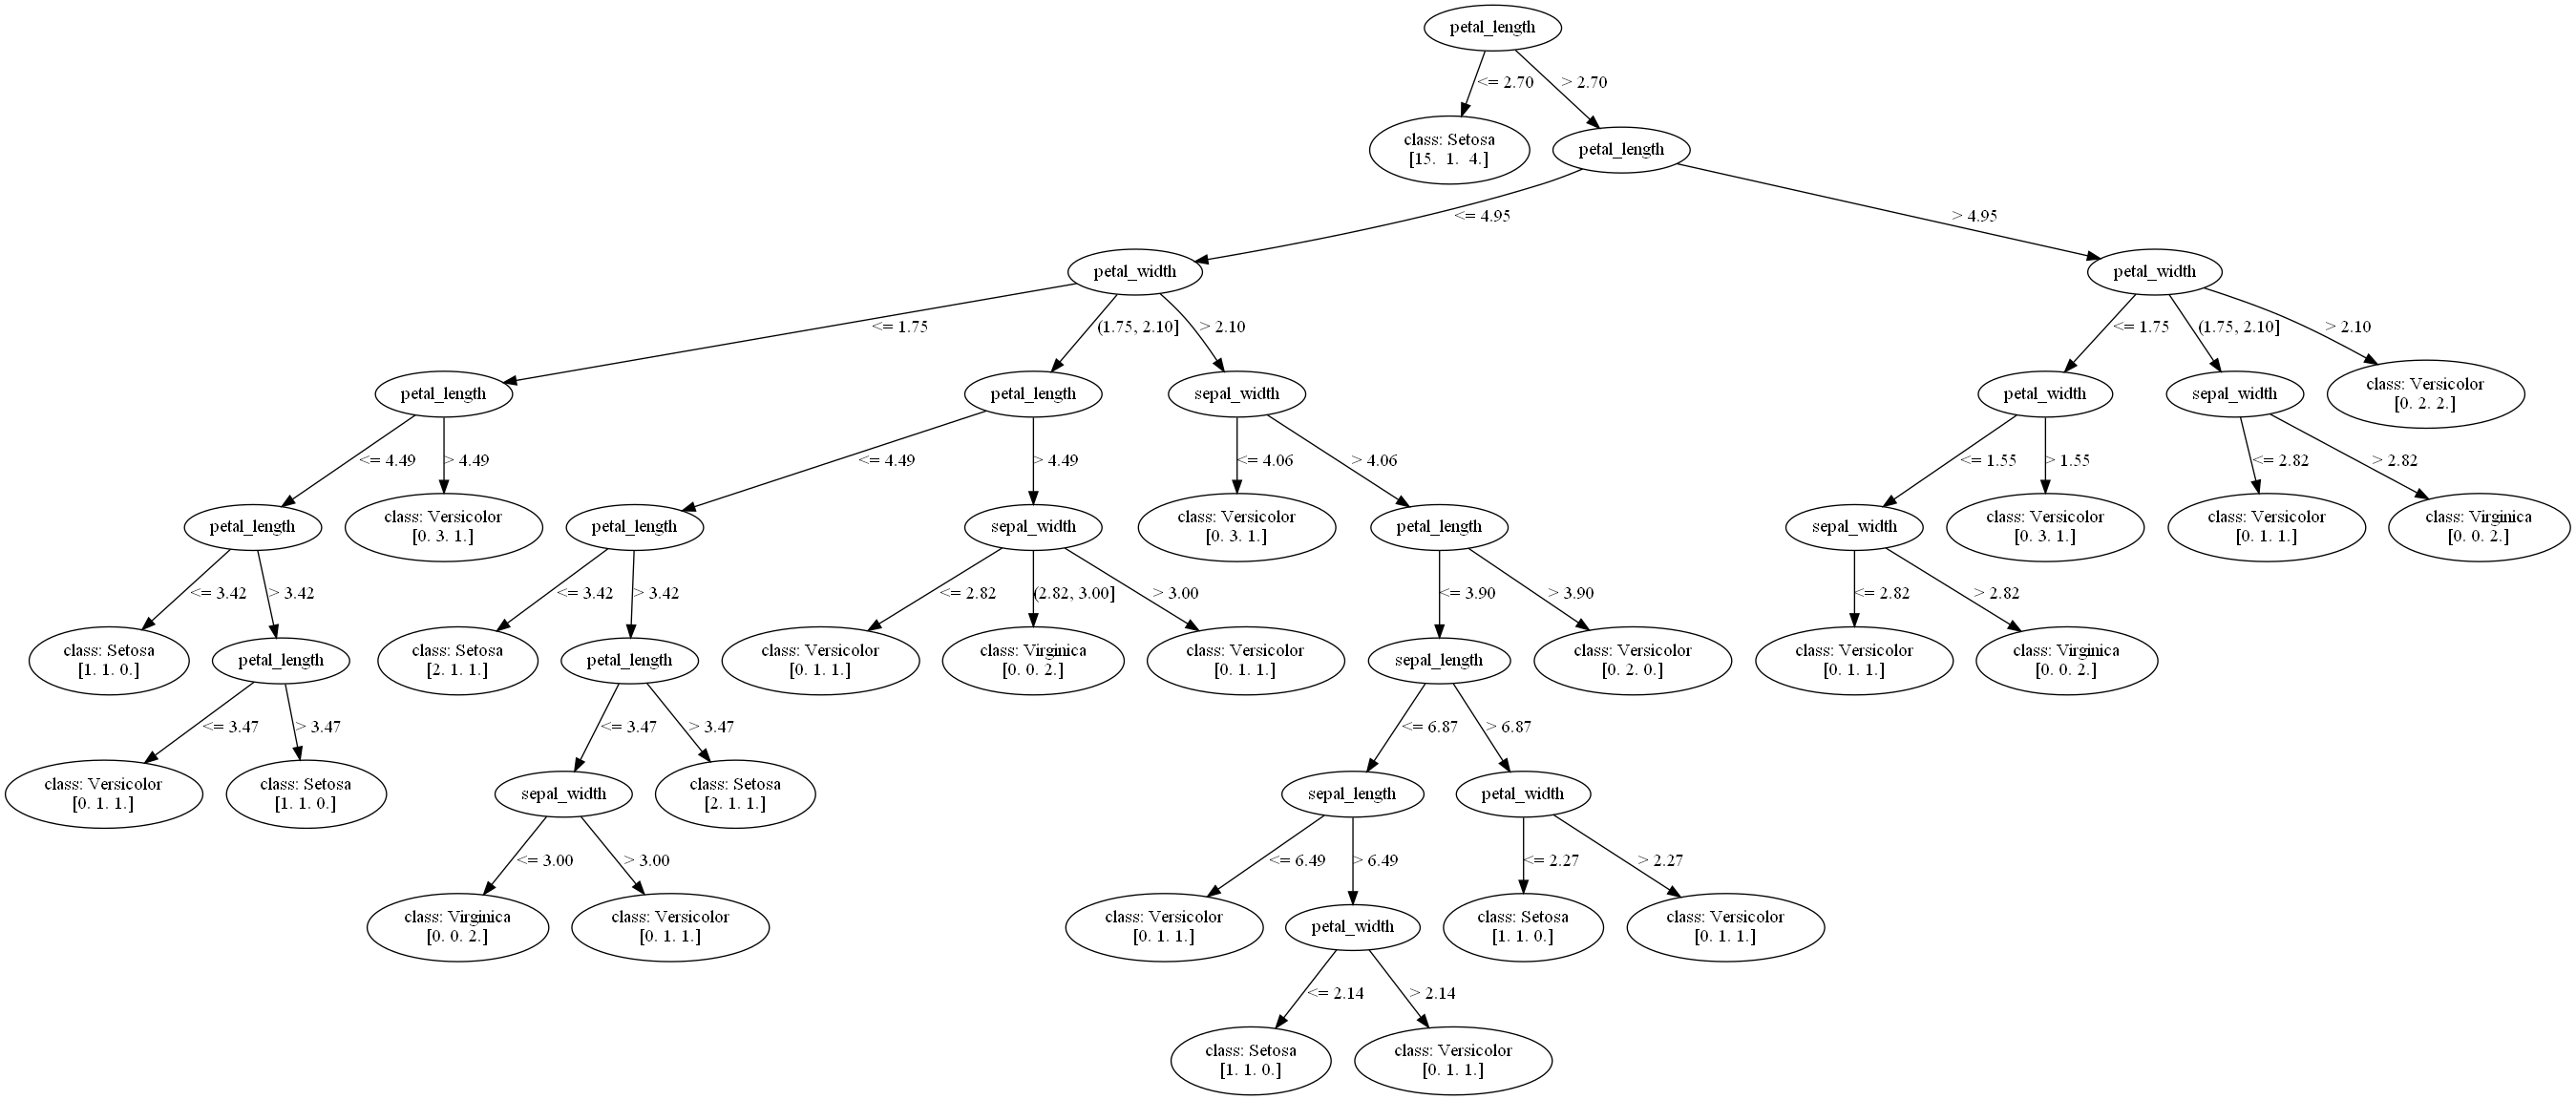 petal_length
<= 2.70
> 2.70
class: Setosa
[15.  1.  4.]
petal_length
<= 4.95
> 4.95
petal_width
petal_width
<= 1.75
(1.75, 2.10]
> 2.10
<= 1.75
(1.75, 2.10]
> 2.10
petal_length
petal_length
sepal_width
petal_width
sepal_width
class: Versicolor
[0. 2. 2.]
<= 4.49
> 4.49
<= 4.49
> 4.49
<= 4.06
> 4.06
<= 1.55
> 1.55
<= 2.82
> 2.82
petal_length
class: Versicolor
[0. 3. 1.]
petal_length
sepal_width
class: Versicolor
[0. 3. 1.]
petal_length
sepal_width
class: Versicolor
[0. 3. 1.]
class: Versicolor
[0. 1. 1.]
class: Virginica
[0. 0. 2.]
<= 3.42
> 3.42
<= 3.42
> 3.42
<= 2.82
(2.82, 3.00]
> 3.00
<= 3.90
> 3.90
<= 2.82
> 2.82
class: Setosa
[1. 1. 0.]
petal_length
class: Setosa
[2. 1. 1.]
petal_length
class: Versicolor
[0. 1. 1.]
class: Virginica
[0. 0. 2.]
class: Versicolor
[0. 1. 1.]
sepal_length
class: Versicolor
[0. 2. 0.]
class: Versicolor
[0. 1. 1.]
class: Virginica
[0. 0. 2.]
<= 3.47
> 3.47
<= 3.47
> 3.47
<= 6.87
> 6.87
class: Versicolor
[0. 1. 1.]
class: Setosa
[1. 1. 0.]
sepal_width
class: Setosa
[2. 1. 1.]
sepal_length
petal_width
<= 3.00
> 3.00
<= 6.49
> 6.49
<= 2.27
> 2.27
class: Virginica
[0. 0. 2.]
class: Versicolor
[0. 1. 1.]
class: Versicolor
[0. 1. 1.]
petal_width
class: Setosa
[1. 1. 0.]
class: Versicolor
[0. 1. 1.]
<= 2.14
> 2.14
class: Setosa
[1. 1. 0.]
class: Versicolor
[0. 1. 1.]